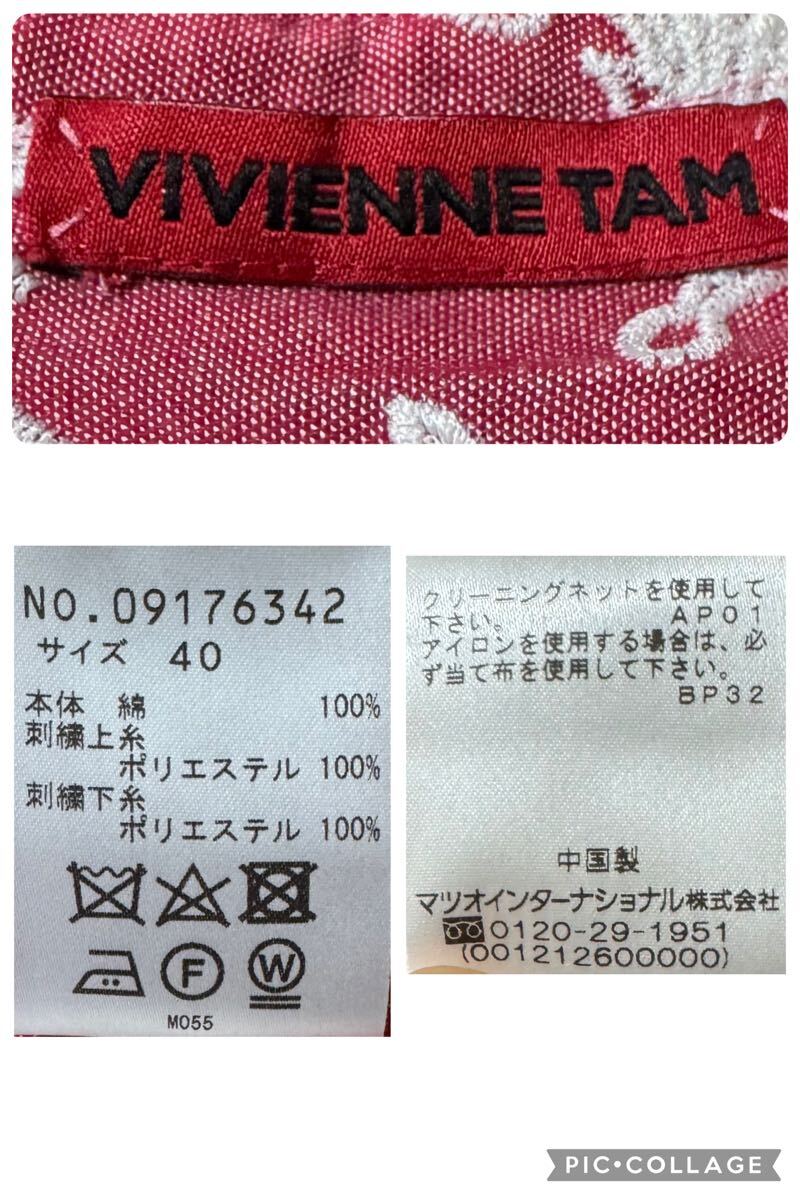 VIVIENNE TAM
NO.09176342
サイズ 40
本体 綿 100%
刺繍上糸
ポリエステル 100%
刺繍下糸
ポリエステル 100%
F
W
M055
クリーニングネットを使用して
下さい。 AP01
アイロンを使用する場合は、必
ず当て布を使用して下さい。
BP32
中国製
マツオインターナショナル株式会社
0120-29-1951
(001212600000)
PIC•COLLAGE